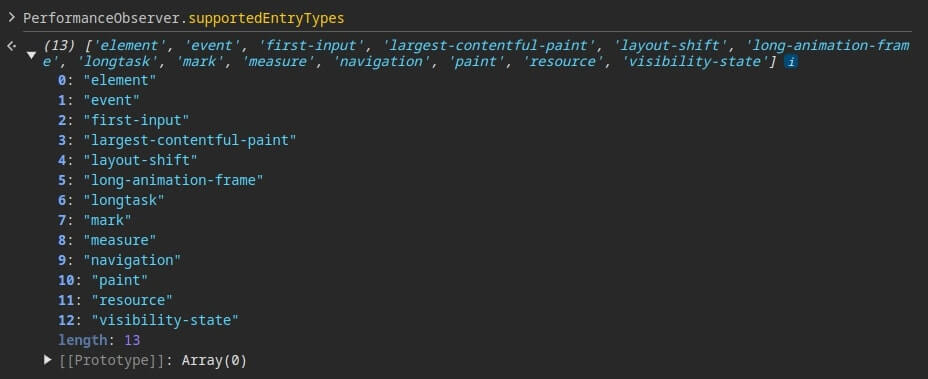 PerformanceObserver.supportedEntryTypes
(13) ['element', 'event', 'first-input', 'largest-contentful-paint', 'layout-shift', 'long-animation-fram
e', 'longtask', 'mark', 'measure', 'navigation', 'paint', 'resource', 'visibility-state'] i
0: "element"
1: "event"
2: "first-input"
3: "largest-contentful-paint"
4: "layout-shift"
5: "long-animation-frame"
6: "longtask"
7: "mark"
8: "measure"
9: "navigation"
10: "paint"
11: "resource"
12: "visibility-state"
length: 13
[[Prototype]]: Array(0)